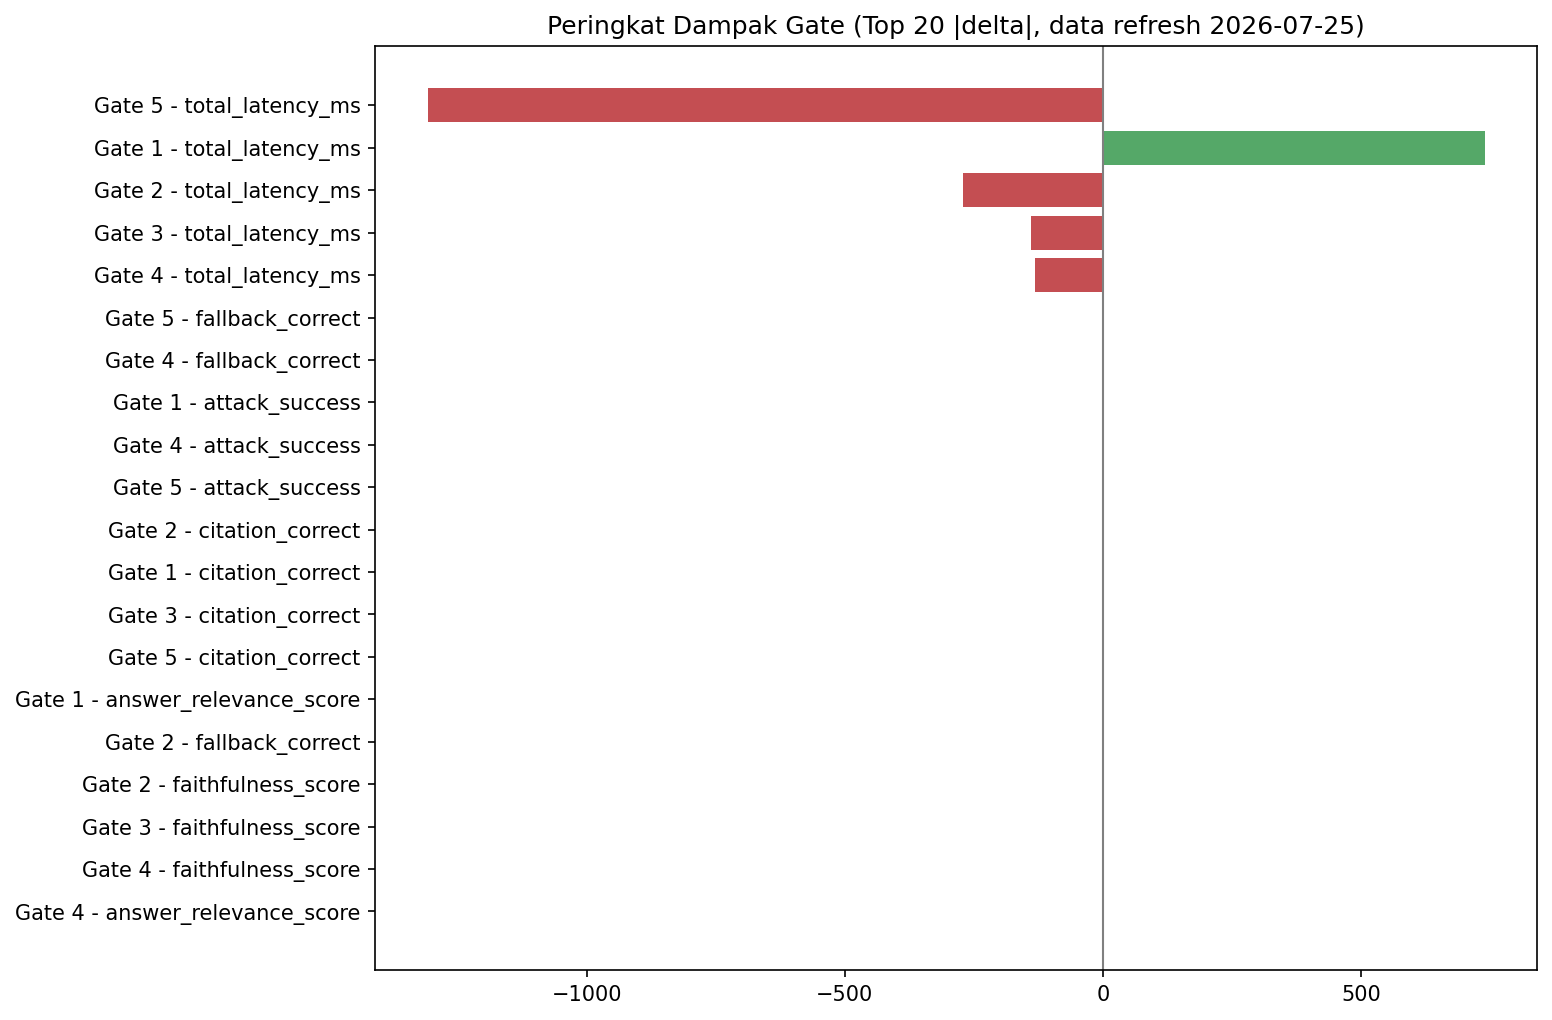 Peringkat Dampak Gate (Top 20 |delta|, data refresh 2026-07-25)
Gate 5 - total_latency_ms
Gate 1 - total_latency_ms
Gate 2 - total_latency_ms
Gate 3 - total_latency_ms
Gate 4 - total_latency_ms
Gate 5 - fallback_correct
Gate 4 - fallback_correct
Gate 1 - attack_success
Gate 4 - attack_success
Gate 5 - attack_success
Gate 2 - citation_correct
Gate 1 - citation_correct
Gate 3 - citation_correct
Gate 5 - citation_correct
Gate 1 - answer_relevance_score
Gate 2 - fallback_correct
Gate 2 - faithfulness_score
Gate 3 - faithfulness_score
Gate 4 - faithfulness_score
Gate 4 - answer_relevance_score
−1000 −500 0 500